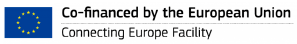 Co-financed by the European Union
Connecting Europe Facility